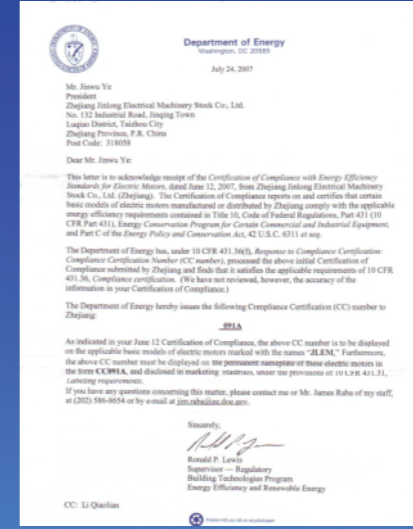 Department of Energy
Washington, DC 20585
July 24, 2007
Mr. Jinwu Ye
President
Zhejiang Jinlong Electrical Machinery Stock Co., Ltd.
No. 132 Industrial Road, Jinqing Town
Luqiao District, Taizhou City
Zhejiang Province, P.R. China
Post Code: 318058
Dear Mr. Jinwu Ye:
This letter is to acknowledge receipt of the Certification of Compliance with Energy Efficiency
Standards for Electric Motors, dated June 12, 2007, from Zhejiang Jinlong Electrical Machinery
Stock Co., Ltd. (Zhejiang). The Certification of Compliance reports on and certifies that certain
basic models of electric motors manufactured or distributed by Zhejiang comply with the applicable
energy efficiency requirements contained in Title 10, Code of Federal Regulations, Part 431 (10
CFR Part 431), Energy Conservation Program for Certain Commercial and Industrial Equipment,
and Part C of the Energy Policy and Conservation Act, 42 U.S.C. 6311 et seq.
The Department of Energy has, under 10 CFR 431.36(f), Response to Compliance Certification:
Compliance Certification Number (CC number), processed the above initial Certification of
Compliance submitted by Zhejiang and finds that it satisfies the applicable requirements of 10 CFR
431.36, Compliance certification. (We have not reviewed, however, the accuracy of the
information in your Certification of Compliance.)
The Department of Energy hereby issues the following Compliance Certification (CC) number to
Zhejiang:
091A
As indicated in your June 12 Certification of Compliance, the above CC number is to be displayed
on the applicable basic models of electric motors marked with the names "JLEM." Furthermore,
the above CC number must be displayed on the permanent nameplate of these electric motors in
the form CC091A, and disclosed in marketing materials, under the provisions of 10 CFR 431.31,
Labeling requirements.
If you have any questions concerning this matter, please contact me or Mr. James Raba of my staff,
at (202) 586-8654 or by e-mail at jim.raba@ee.doe.gov.
Sincerely,
Ronald P. Lewis
Supervisor — Regulatory
Building Technologies Program
Energy Efficiency and Renewable Energy
CC: Li Qiaolian